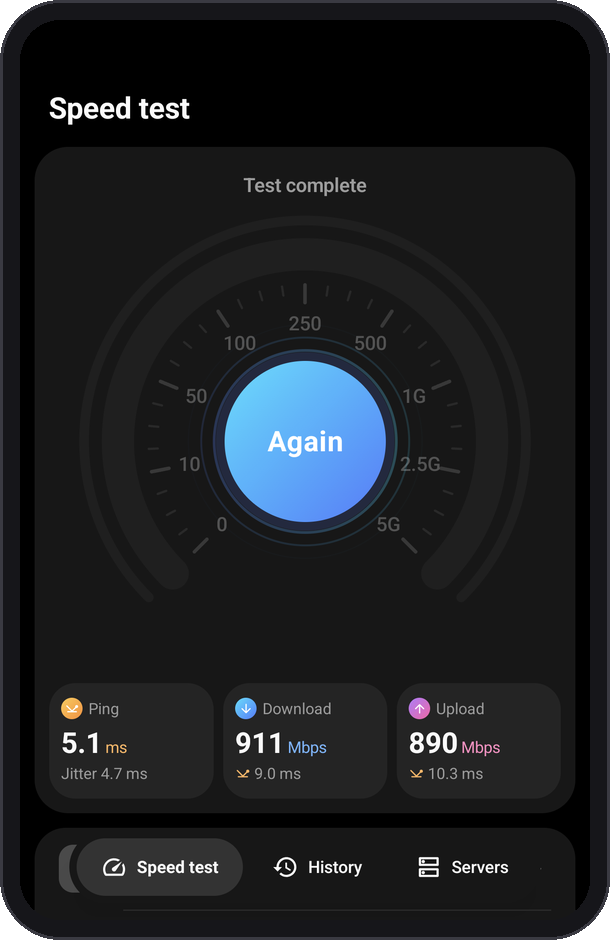 Speed test
Test complete
250
100
500
50
1G
Again
10
2.5G
0
5G
Ping
Download
Upload
5.1 ms
911 Mbps
890 Mbps
Jitter 4.7 ms
9.0 ms
10.3 ms
Speed test
History
Servers